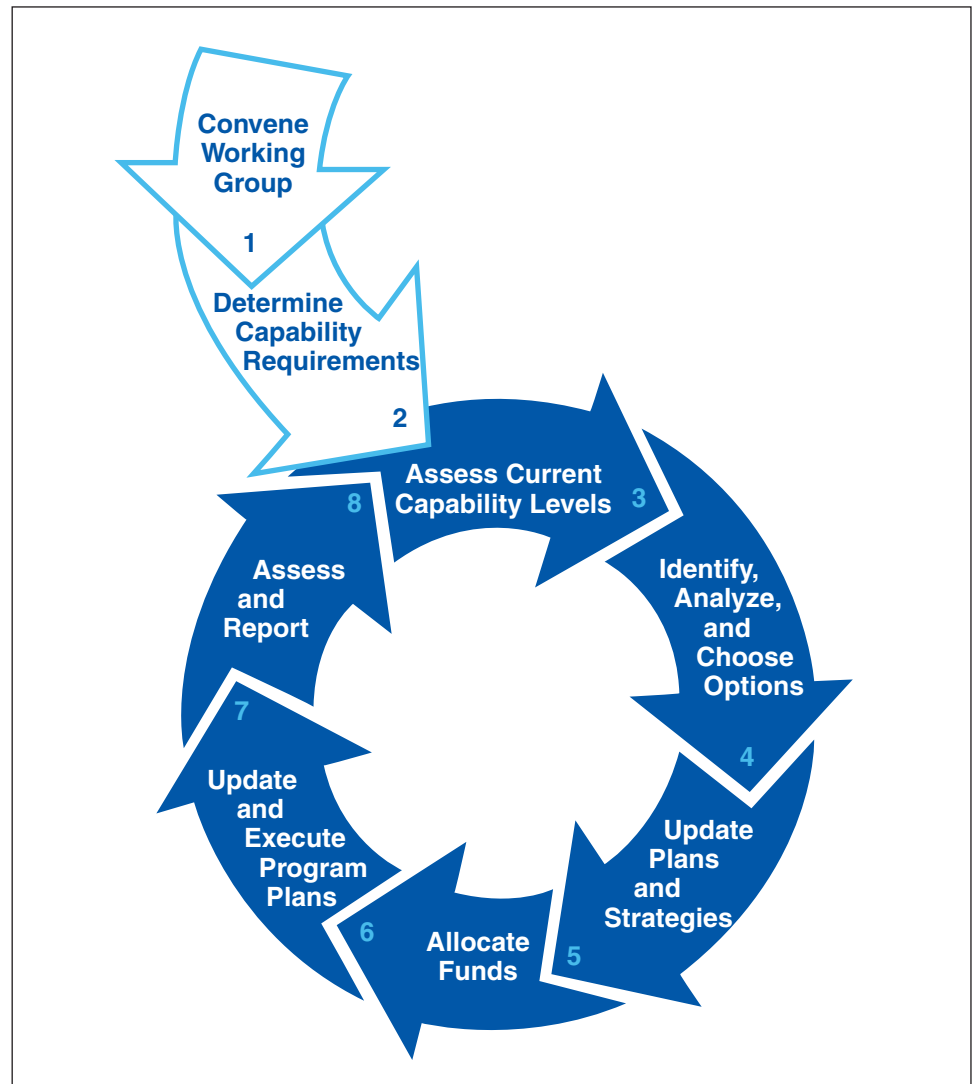 Convene
Working
Group
1
Determine
Capability
Requirements
2
Assess Current
Capability Levels
3
Identify,
Analyze,
and
Choose
Options
4
Update
Plans
and
Strategies
5
Allocate
Funds
6
Update
and
Execute
Program
Plans
7
Assess
and
Report
8